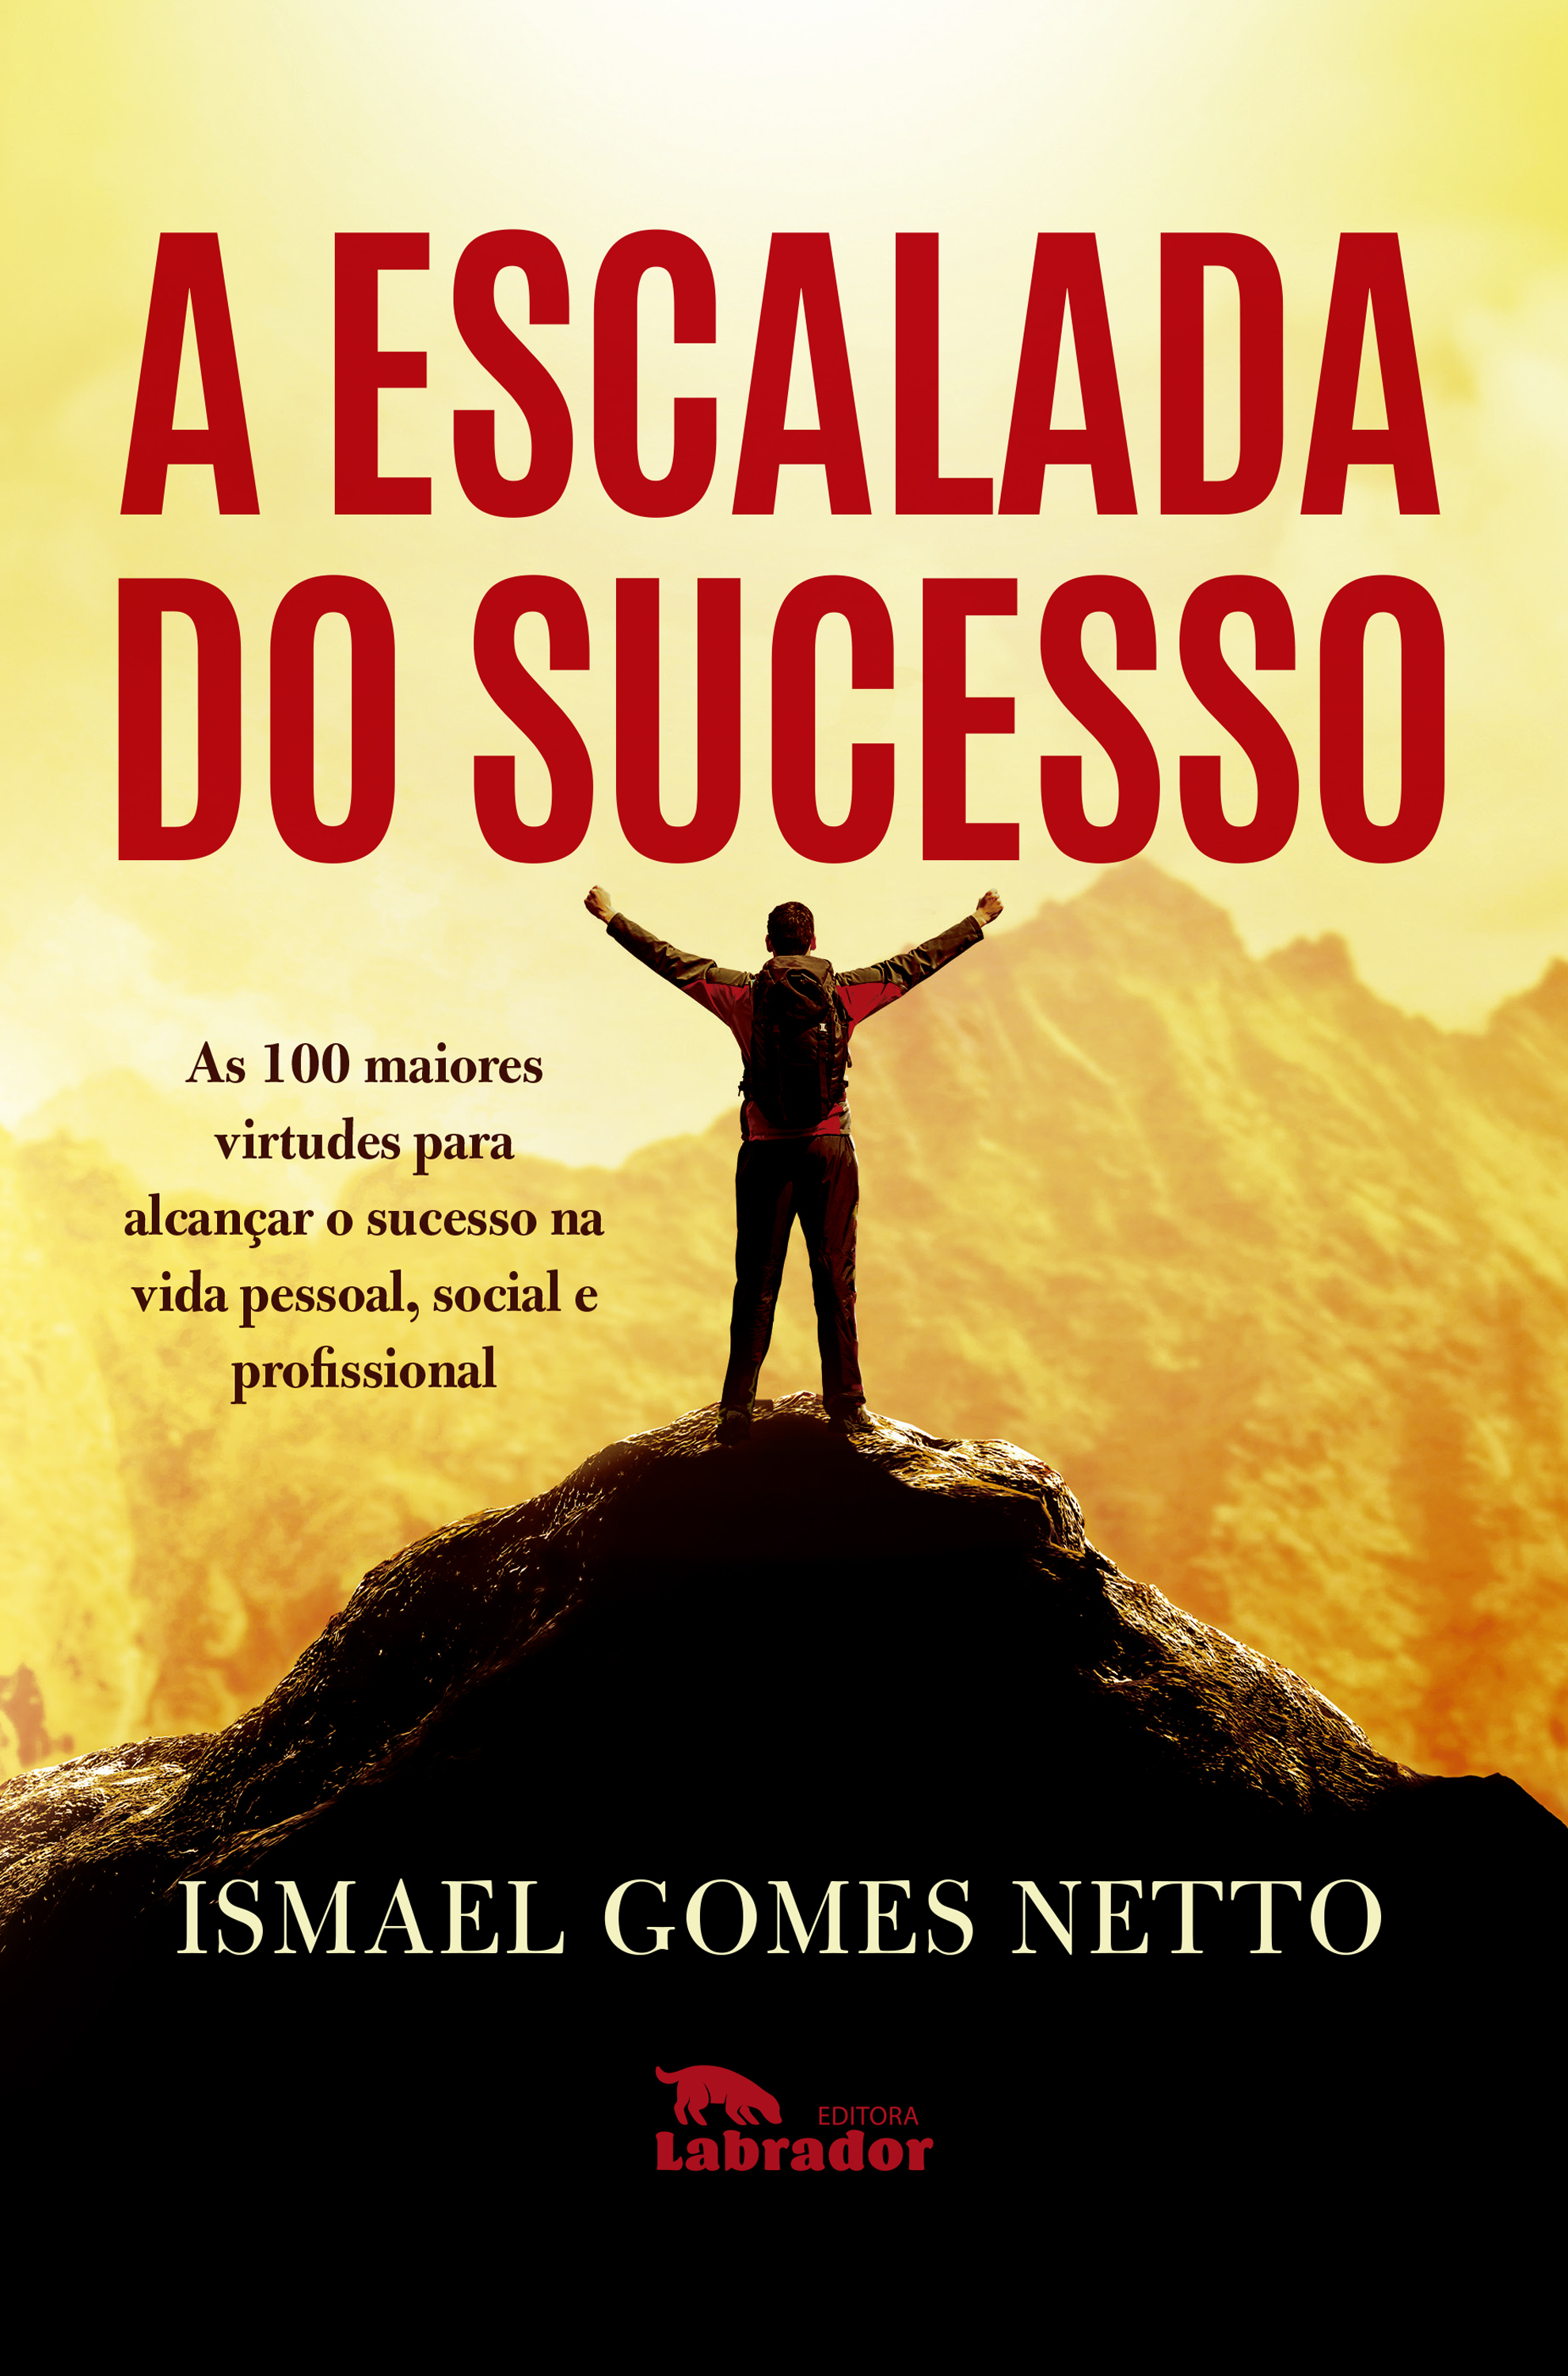 A ESCALADA
DO SUCESSO
As 100 maiores
virtudes para
alcançar o sucesso na
vida pessoal, social e
profissional
ISMAEL GOMES NETTO
EDITORA
Labrador